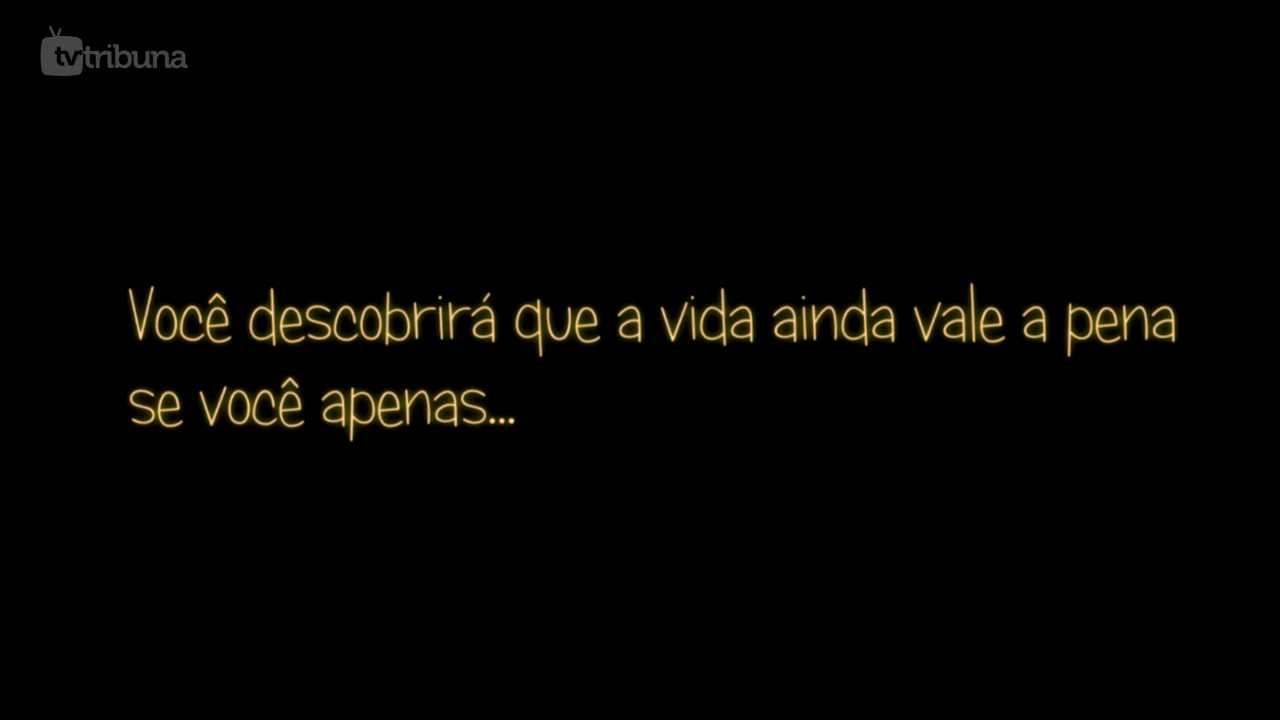 tvtribuna
Você descobrirá que a vida ainda vale a pena
se você apenas...